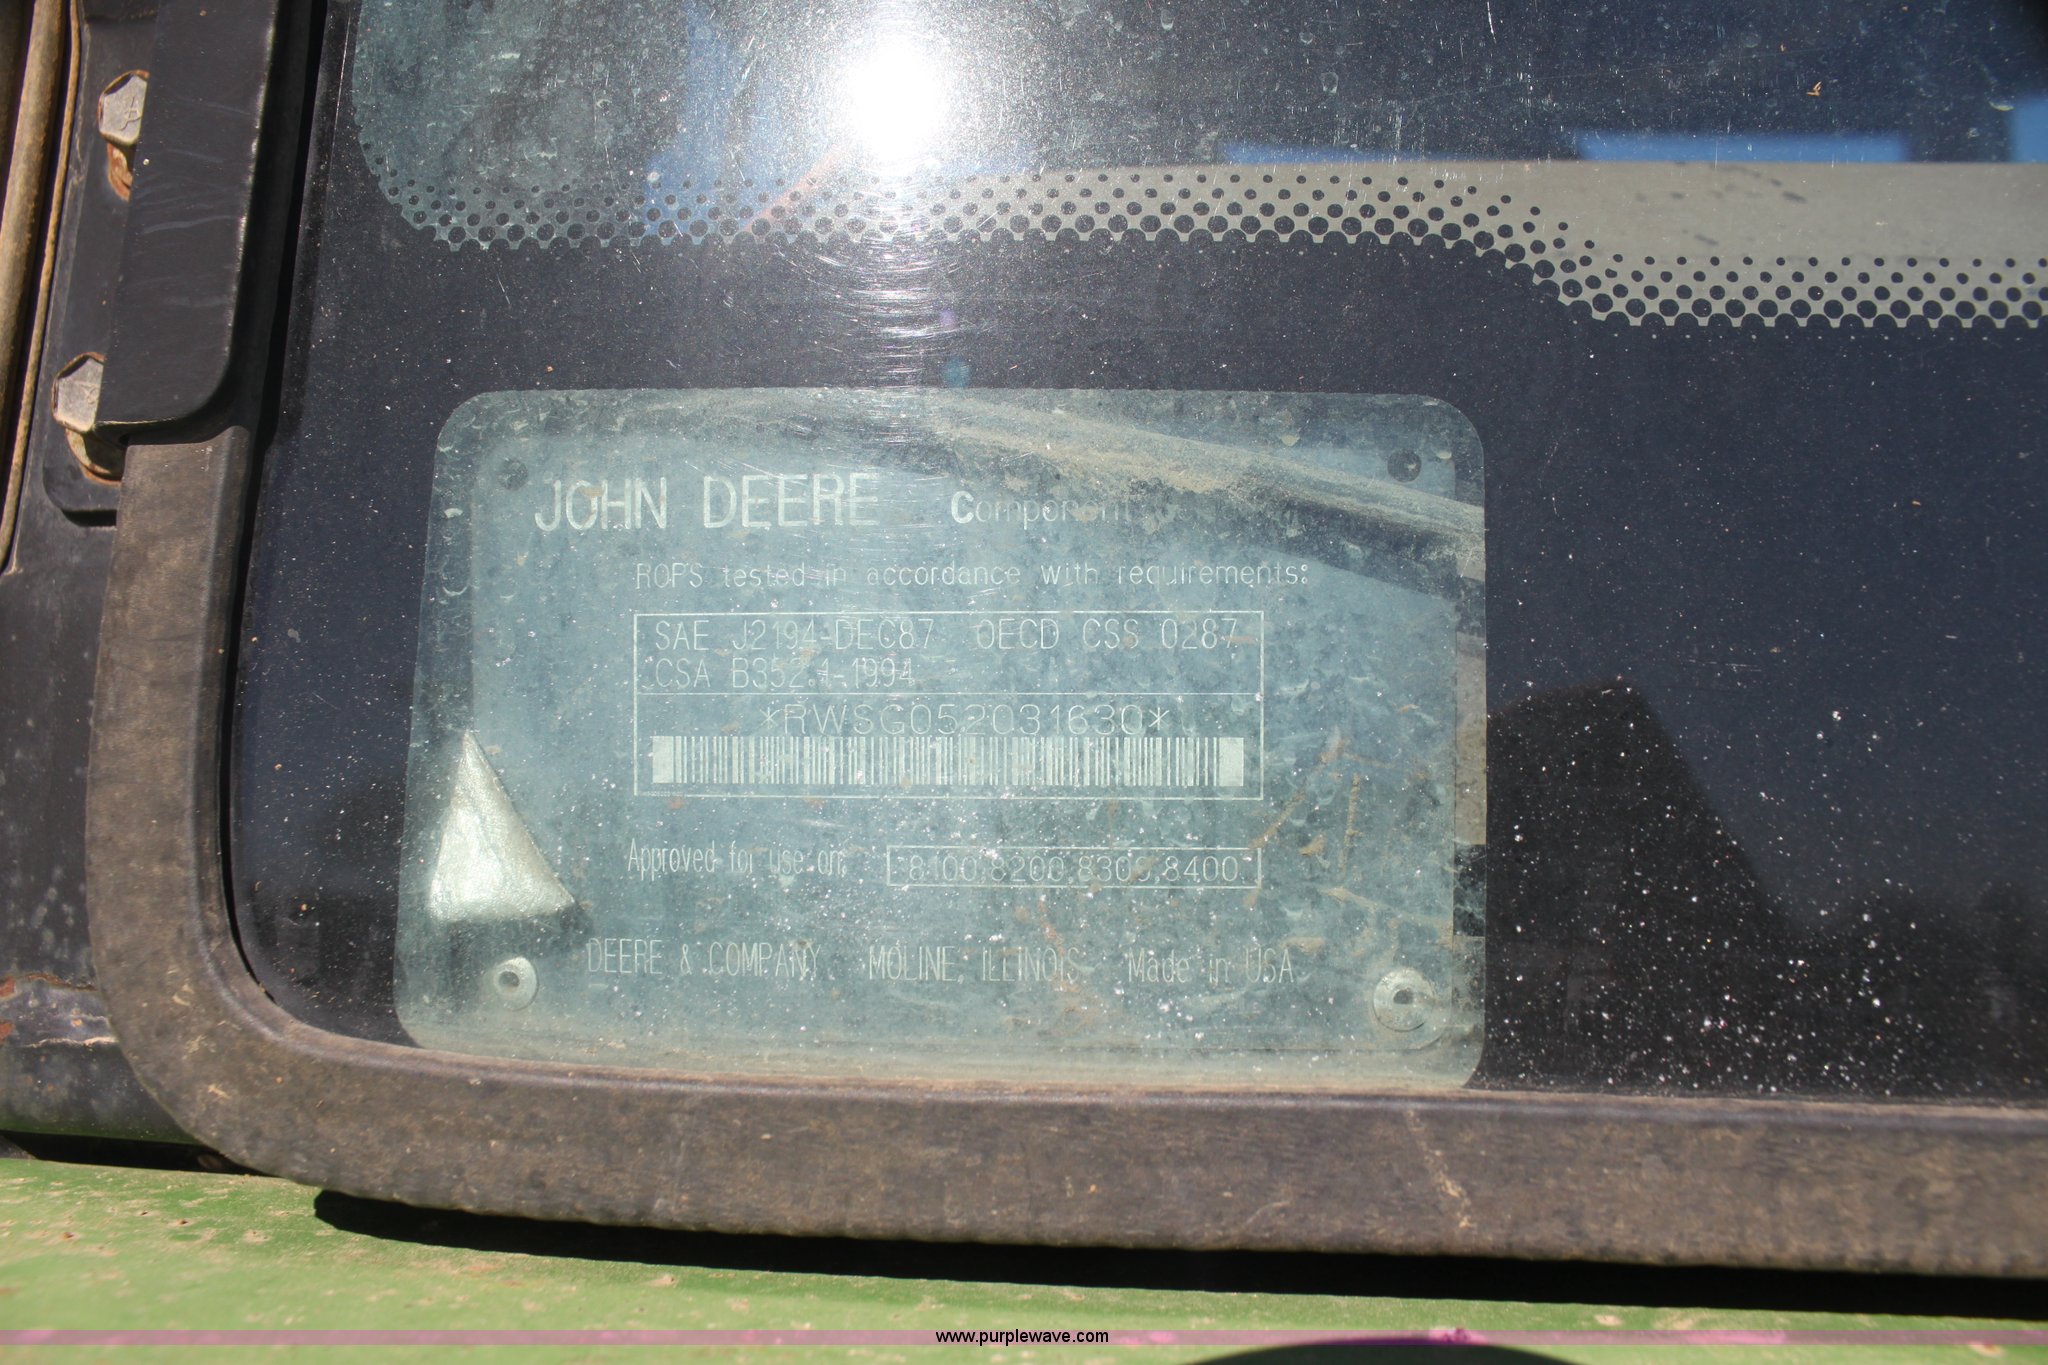 JOHN DEERE Component
ROPS tested in accordance with requirements:
SAE J2194-DEC87 OECD CSS 0287
CSA B352.1-1994
*RWSG052031630*
Approved for use on: 8100,8200,8300,8400
DEERE & COMPANY MOLINE, ILLINOIS Made in USA
www.purplewave.com